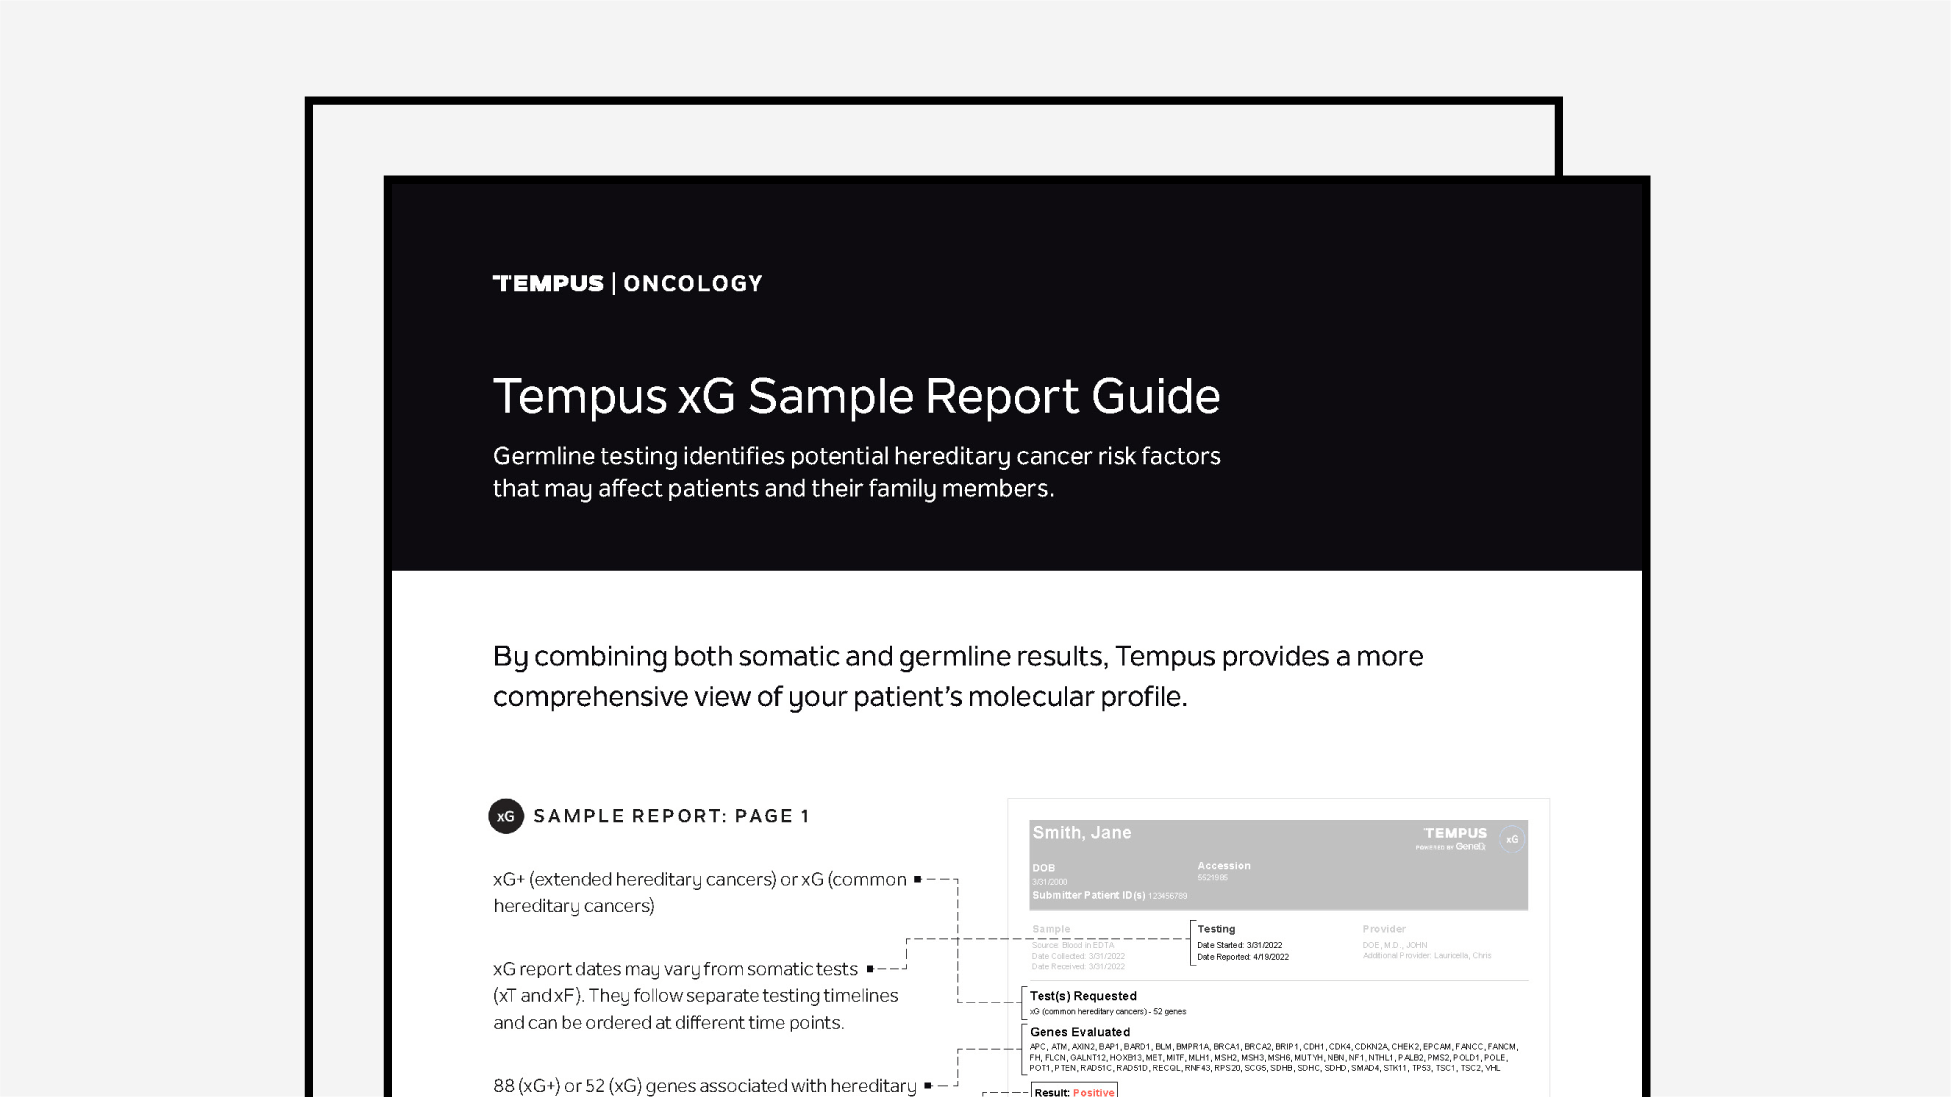 TEMPUS | ONCOLOGY
Tempus xG Sample Report Guide
Germline testing identifies potential hereditary cancer risk factors
that may affect patients and their family members.
By combining both somatic and germline results, Tempus provides a more
comprehensive view of your patient's molecular profile.
xG SAMPLE REPORT: PAGE 1
xG+ (extended hereditary cancers) or xG (common
hereditary cancers)
xG report dates may vary from somatic tests
(xT and xF). They follow separate testing timelines
and can be ordered at different time points.
88 (xG+) or 52 (xG) genes associated with hereditary
Smith, Jane
TEMPUS xG
POWERED BY GeneDx
DOB
3/31/2000
Accession
5521985
Submitter Patient ID(s) 123456789
Sample
Source: Blood in EDTA
Date Collected: 3/31/2022
Date Received: 3/31/2022
Testing
Date Started: 3/31/2022
Date Reported: 4/19/2022
Provider
DOE, M.D., JOHN
Additional Provider: Lauricella, Chris
Test(s) Requested
xG (common hereditary cancers) - 52 genes
Genes Evaluated
APC, ATM, AXIN2, BAP1, BARD1, BLM, BMPR1A, BRCA1, BRCA2, BRIP1, CDH1, CDK4, CDKN2A, CHEK2, EPCAM, FANCC, FANCM,
FH, FLCN, GALNT12, HOXB13, MET, MITF, MLH1, MSH2, MSH3, MSH6, MUTYH, NBN, NF1, NTHL1, PALB2, PMS2, POLD1, POLE,
POT1, PTEN, RAD51C, RAD51D, RECQL, RNF43, RPS20, SCG5, SDHB, SDHC, SDHD, SMAD4, STK11, TP53, TSC1, TSC2, VHL
Result: Positive